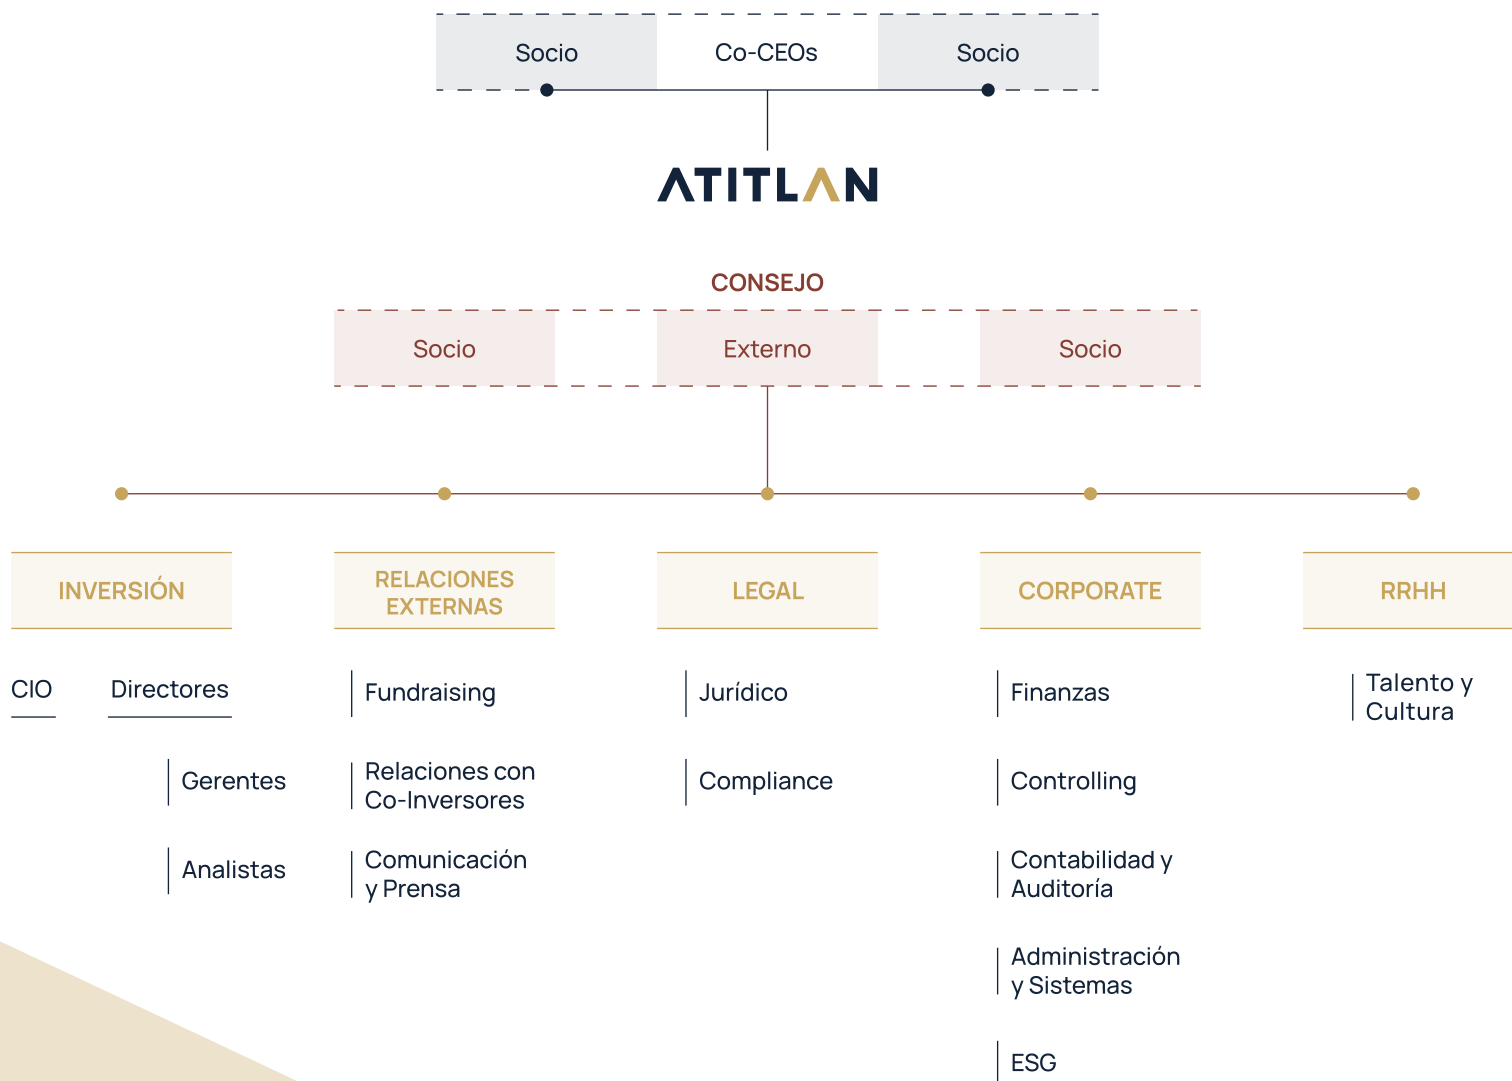 Socio
Co-CEOs
Socio
ATITLAN
CONSEJO
Socio
Externo
Socio
INVERSIÓN
RELACIONES
EXTERNAS
LEGAL
CORPORATE
RRHH
CIO
Directores
Gerentes
Analistas
Fundraising
Relaciones con
Co-Inversores
Comunicación
y Prensa
Jurídico
Compliance
Finanzas
Controlling
Contabilidad y
Auditoría
Administración
y Sistemas
ESG
Talento y
Cultura